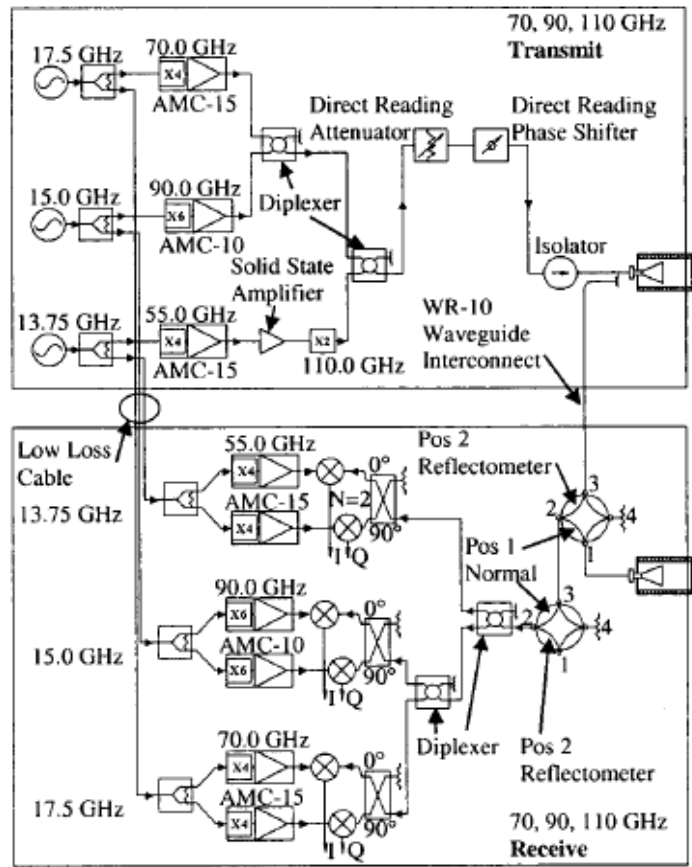 70, 90, 110 GHz
Transmit
17.5 GHz
70.0 GHz
X4
AMC-15
Direct Reading
Attenuator
Direct Reading
Phase Shifter
15.0 GHz
90.0 GHz
X6
AMC-10
Diplexer
Solid State
Amplifier
Isolator
13.75 GHz
55.0 GHz
X4
AMC-15
X2
110.0 GHz
WR-10
Waveguide
Interconnect
Low Loss
Cable
13.75 GHz
55.0 GHz
X4
AMC-15
X4
N=2
I Q
0°
90°
Pos 2
Reflectometer
3
2
4
1
Pos 1
Normal
15.0 GHz
90.0 GHz
X6
AMC-10
X6
I Q
0°
90°
3
2
4
1
Diplexer
Pos 2
Reflectometer
17.5 GHz
70.0 GHz
X4
AMC-15
X4
I Q
0°
90°
70, 90, 110 GHz
Receive